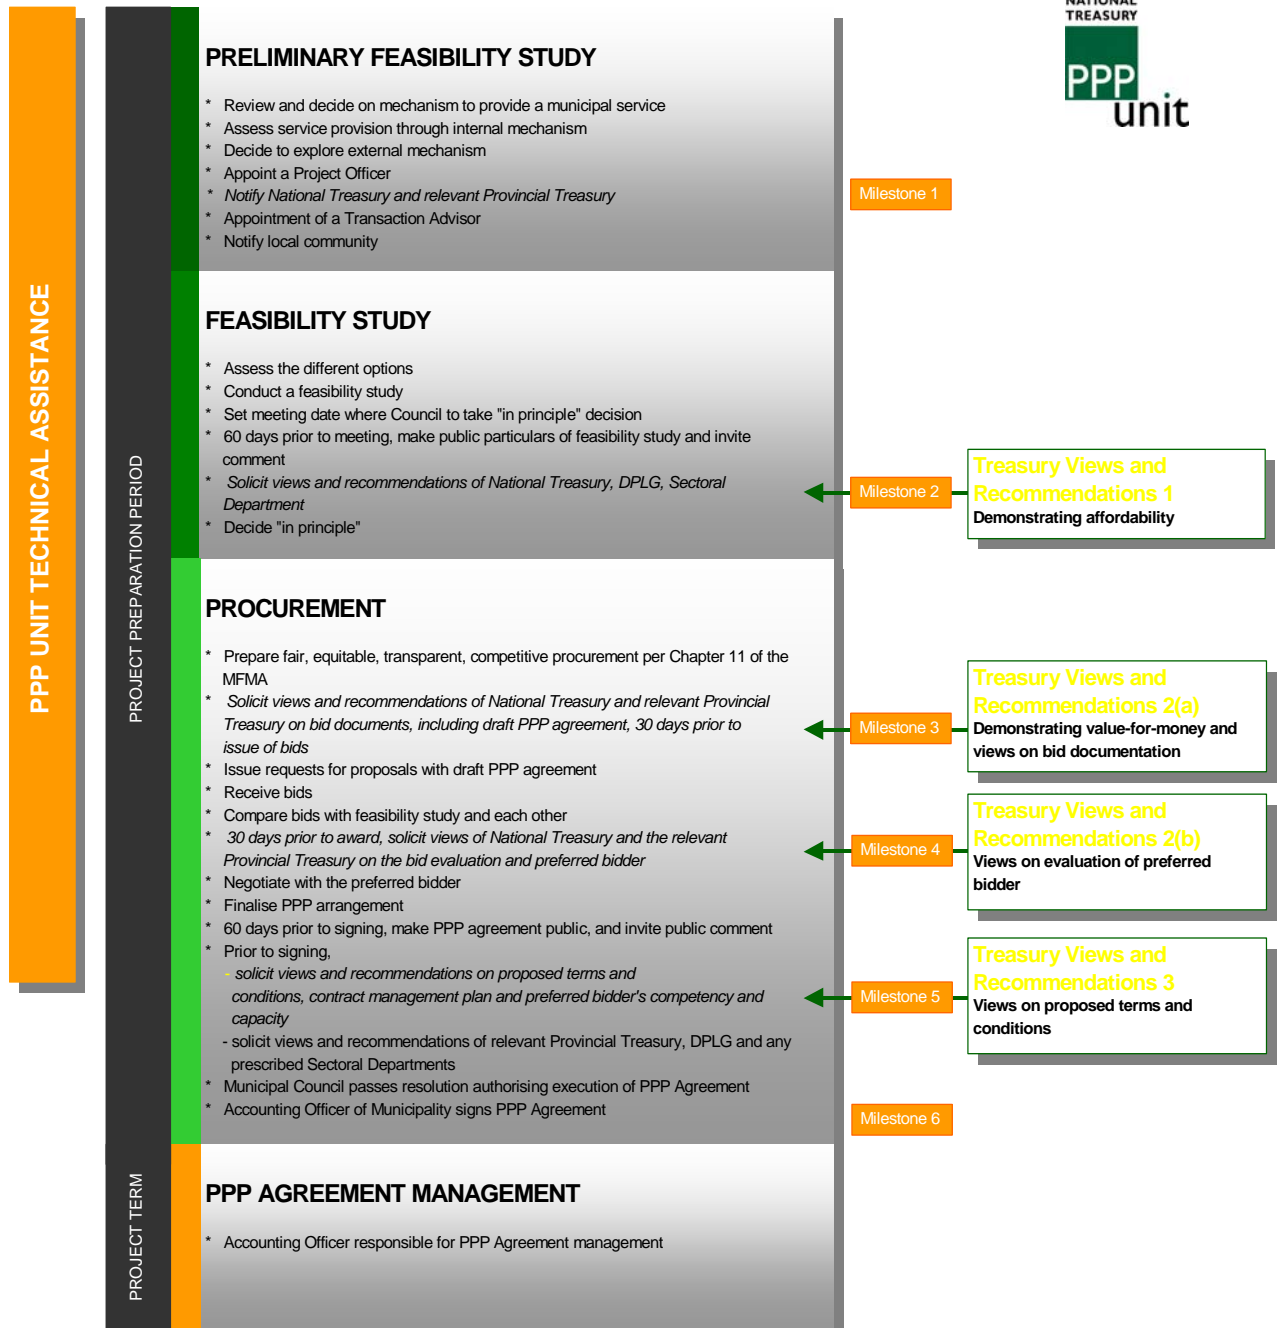 NATIONAL
TREASURY
PPP
unit
PPP UNIT TECHNICAL ASSISTANCE
PROJECT PREPARATION PERIOD
PRELIMINARY FEASIBILITY STUDY
* Review and decide on mechanism to provide a municipal service
* Assess service provision through internal mechanism
* Decide to explore external mechanism
* Appoint a Project Officer
* Notify National Treasury and relevant Provincial Treasury
Milestone 1
* Appointment of a Transaction Advisor
* Notify local community
FEASIBILITY STUDY
* Assess the different options
* Conduct a feasibility study
* Set meeting date where Council to take "in principle" decision
* 60 days prior to meeting, make public particulars of feasibility study and invite
comment
* Solicit views and recommendations of National Treasury, DPLG, Sectoral
Department
* Decide "in principle"
Milestone 2
Treasury Views and
Recommendations 1
Demonstrating affordability
PROCUREMENT
* Prepare fair, equitable, transparent, competitive procurement per Chapter 11 of the
MFMA
* Solicit views and recommendations of National Treasury and relevant Provincial
Treasury on bid documents, including draft PPP agreement, 30 days prior to
issue of bids
Milestone 3
Treasury Views and
Recommendations 2(a)
Demonstrating value-for-money and
views on bid documentation
* Issue requests for proposals with draft PPP agreement
* Receive bids
* Compare bids with feasibility study and each other
* 30 days prior to award, solicit views of National Treasury and the relevant
Provincial Treasury on the bid evaluation and preferred bidder
Milestone 4
Treasury Views and
Recommendations 2(b)
Views on evaluation of preferred
bidder
* Negotiate with the preferred bidder
* Finalise PPP arrangement
* 60 days prior to signing, make PPP agreement public, and invite public comment
* Prior to signing,
- solicit views and recommendations on proposed terms and
conditions, contract management plan and preferred bidder's competency and
capacity
Milestone 5
Treasury Views and
Recommendations 3
Views on proposed terms and
conditions
- solicit views and recommendations of relevant Provincial Treasury, DPLG and any
prescribed Sectoral Departments
* Municipal Council passes resolution authorising execution of PPP Agreement
* Accounting Officer of Municipality signs PPP Agreement
Milestone 6
PROJECT TERM
PPP AGREEMENT MANAGEMENT
* Accounting Officer responsible for PPP Agreement management